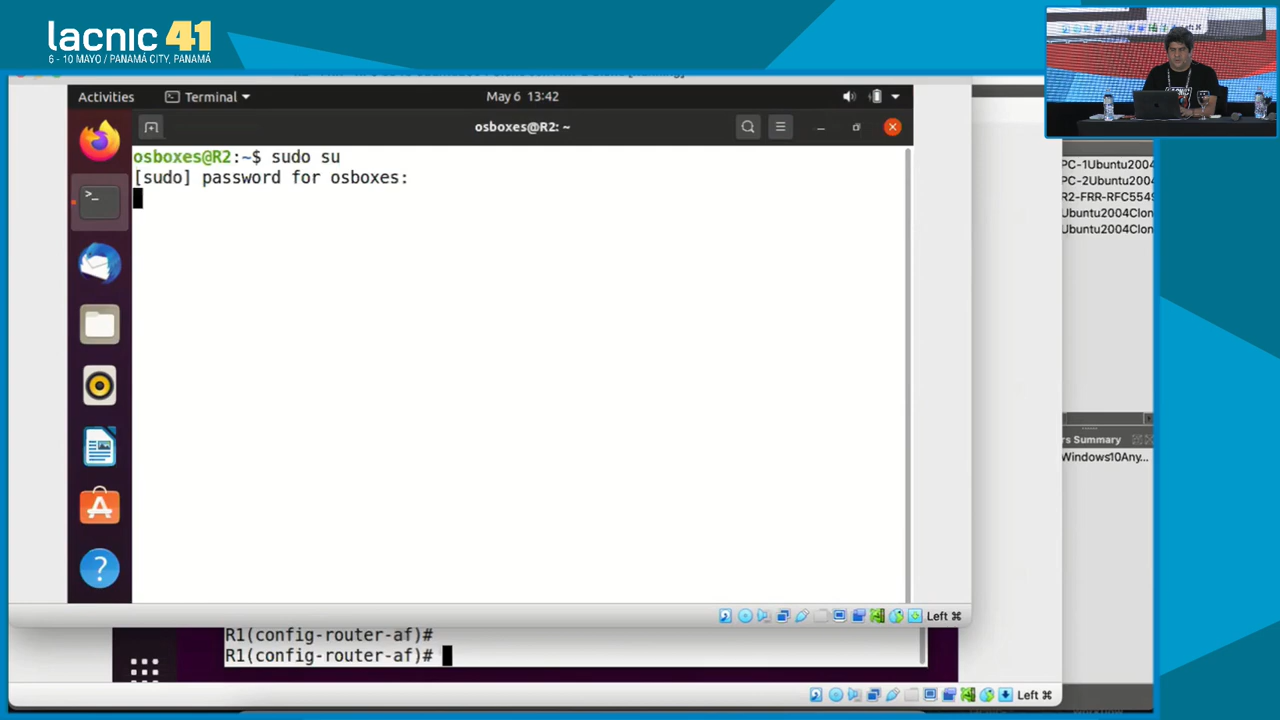 lacnic 41
6 - 10 MAYO / PANAMÁ CITY, PANAMÁ
Activities
Terminal
May 6 13:42
osboxes@R2: ~
osboxes@R2:~$ sudo su
[sudo] password for osboxes:
Left ⌘
R1(config-router-af)#
R1(config-router-af)#
Left ⌘
PC-1Ubuntu2004
PC-2Ubuntu2004
R2-FRR-RFC5549
Ubuntu2004Clon
Ubuntu2004Clon
rs Summary
Windows10Any...